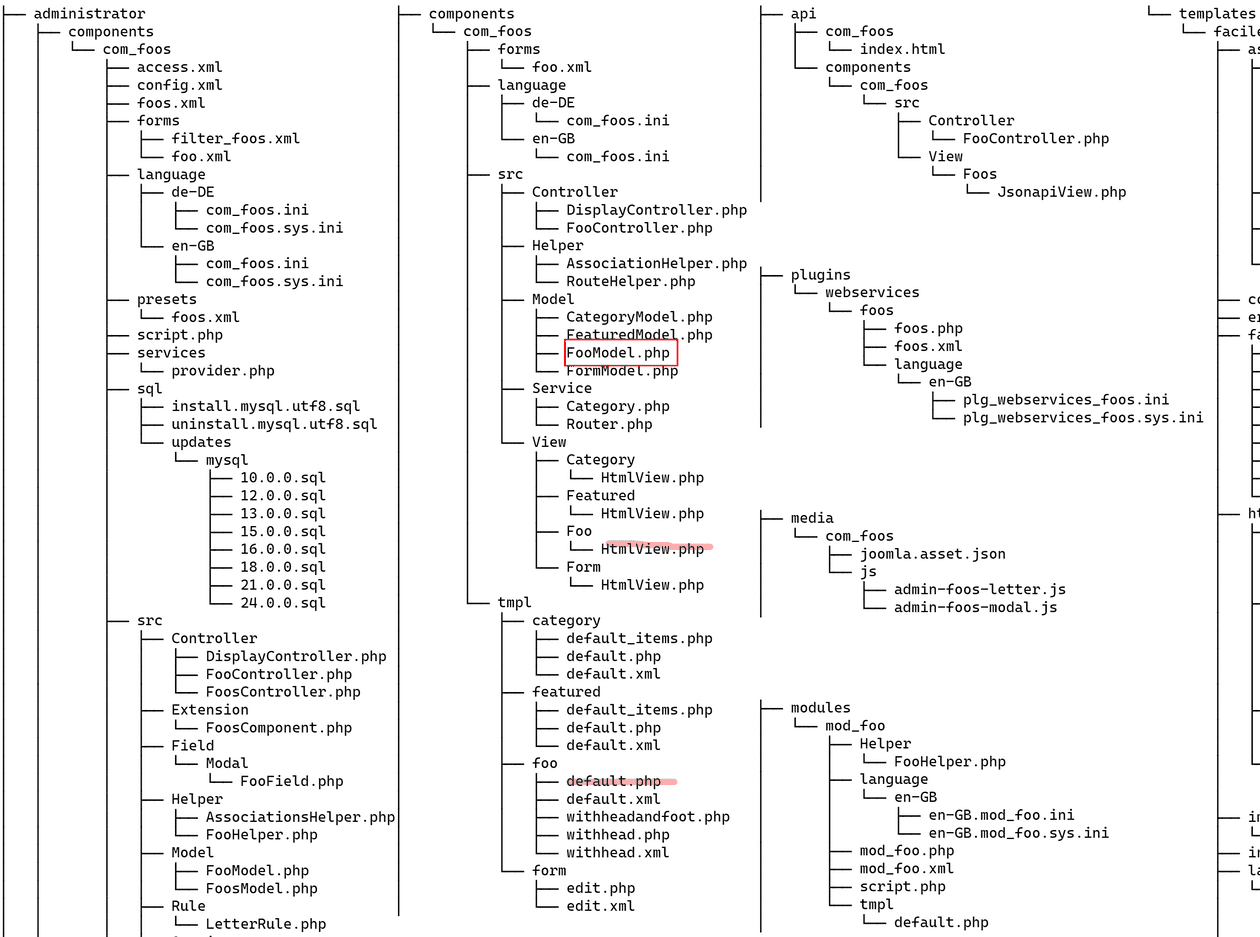 administrator
components
com_foos
access.xml
config.xml
foos.xml
forms
filter_foos.xml
foo.xml
language
de-DE
com_foos.ini
com_foos.sys.ini
en-GB
com_foos.ini
com_foos.sys.ini
presets
foos.xml
script.php
services
provider.php
sql
install.mysql.utf8.sql
uninstall.mysql.utf8.sql
updates
mysql
10.0.0.sql
12.0.0.sql
13.0.0.sql
15.0.0.sql
16.0.0.sql
18.0.0.sql
21.0.0.sql
24.0.0.sql
src
Controller
DisplayController.php
FooController.php
FoosController.php
Extension
FoosComponent.php
Field
Modal
FooField.php
Helper
AssociationsHelper.php
FooHelper.php
Model
FooModel.php
FoosModel.php
Rule
LetterRule.php
components
com_foos
forms
foo.xml
language
de-DE
com_foos.ini
en-GB
com_foos.ini
src
Controller
DisplayController.php
FooController.php
Helper
AssociationHelper.php
RouteHelper.php
Model
CategoryModel.php
FeaturedModel.php
FooModel.php
FormModel.php
Service
Category.php
Router.php
View
Category
HtmlView.php
Featured
HtmlView.php
Foo
HtmlView.php
Form
HtmlView.php
tmpl
category
default_items.php
default.php
default.xml
featured
default_items.php
default.php
default.xml
foo
default.php
default.xml
withheadandfoot.php
withhead.php
withhead.xml
form
edit.php
edit.xml
api
com_foos
index.html
components
com_foos
src
Controller
FooController.php
View
Foos
JsonapiView.php
plugins
webservices
foos
foos.php
foos.xml
language
en-GB
plg_webservices_foos.ini
plg_webservices_foos.sys.ini
media
com_foos
joomla.asset.json
js
admin-foos-letter.js
admin-foos-modal.js
modules
mod_foo
Helper
FooHelper.php
language
en-GB
en-GB.mod_foo.ini
en-GB.mod_foo.sys.ini
mod_foo.php
mod_foo.xml
script.php
tmpl
default.php
templates